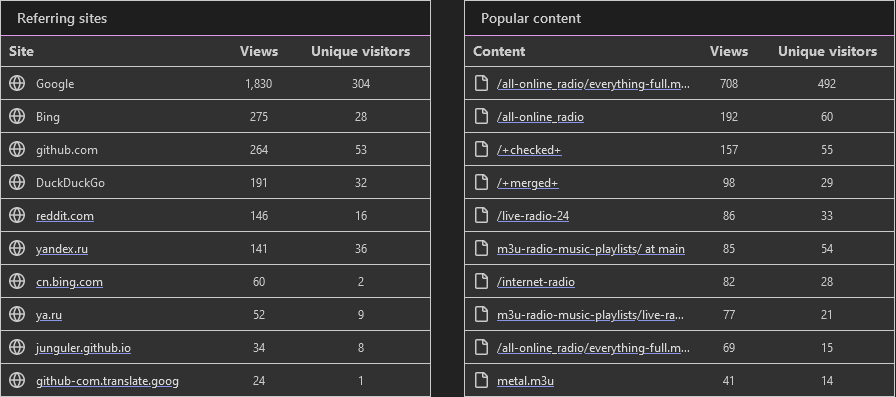 Referring sites
Site Views Unique visitors
Google 1,830 304
Bing 275 28
github.com 264 53
DuckDuckGo 191 32
reddit.com 146 16
yandex.ru 141 36
cn.bing.com 60 2
ya.ru 52 9
junguler.github.io 34 8
github-com.translate.goog 24 1
Popular content
Content Views Unique visitors
/all-online_radio/everything-full.m... 708 492
/all-online_radio 192 60
/+checked+ 157 55
/+merged+ 98 29
/live-radio-24 86 33
m3u-radio-music-playlists/ at main 85 54
/internet-radio 82 28
m3u-radio-music-playlists/live-ra... 77 21
/all-online_radio/everything-full.m... 69 15
metal.m3u 41 14